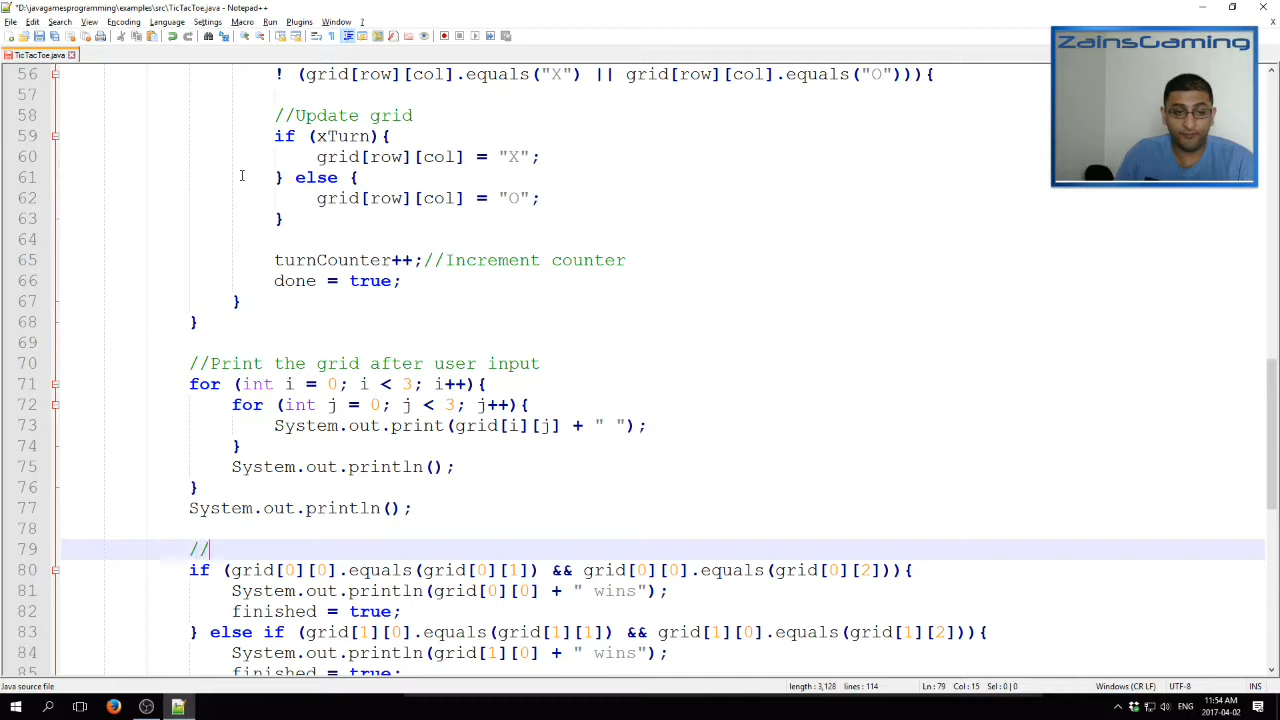 *D:\javagamesprogramming\examples\src\TicTacToe.java - Notepad++
File Edit Search View Encoding Language Settings Macro Run Plugins Window ?
X
TicTacToe.java
ZainsGaming
56 ! (grid[row][col].equals("X") || grid[row][col].equals("O"))){
57
58 //Update grid
59 if (xTurn){
60 grid[row][col] = "X";
61 } else {
62 grid[row][col] = "O";
63 }
64
65 turnCounter++;//Increment counter
66 done = true;
67 }
68 }
69
70 //Print the grid after user input
71 for (int i = 0; i < 3; i++){
72 for (int j = 0; j < 3; j++){
73 System.out.print(grid[i][j] + " ");
74 }
75 System.out.println();
76 }
77 System.out.println();
78
79 //
80 if (grid[0][0].equals(grid[0][1]) && grid[0][0].equals(grid[0][2])){
81 System.out.println(grid[0][0] + " wins");
82 finished = true;
83 } else if (grid[1][0].equals(grid[1][1]) && grid[1][0].equals(grid[1][2])){
84 System.out.println(grid[1][0] + " wins");
85 finished = true;
Java source file length : 3,128 lines : 114 Ln : 79 Col : 15 Sel : 0 | 0 Windows (CR LF) UTF-8 INS
ENG 11:54 AM
2017-04-02